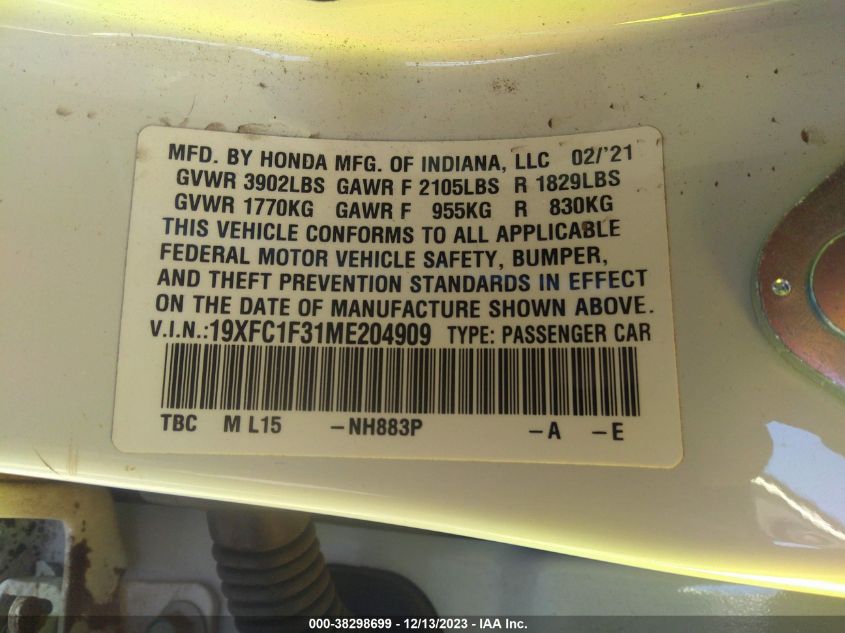 MFD. BY HONDA MFG. OF INDIANA, LLC 02/'21
GVWR 3902LBS GAWR F 2105LBS R 1829LBS
GVWR 1770KG GAWR F 955KG R 830KG
THIS VEHICLE CONFORMS TO ALL APPLICABLE
FEDERAL MOTOR VEHICLE SAFETY, BUMPER,
AND THEFT PREVENTION STANDARDS IN EFFECT
ON THE DATE OF MANUFACTURE SHOWN ABOVE.
V.I.N.:19XFC1F31ME204909 TYPE: PASSENGER CAR
TBC M L15 -NH883P -A -E
000-38298699 - 12/13/2023 - IAA Inc.